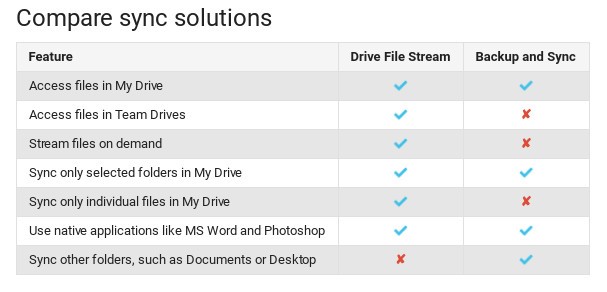 Compare sync solutions
Feature Drive File Stream Backup and Sync
Access files in My Drive ✔ ✔
Access files in Team Drives ✔ ✘
Stream files on demand ✔ ✘
Sync only selected folders in My Drive ✔ ✔
Sync only individual files in My Drive ✔ ✘
Use native applications like MS Word and Photoshop ✔ ✔
Sync other folders, such as Documents or Desktop ✘ ✔